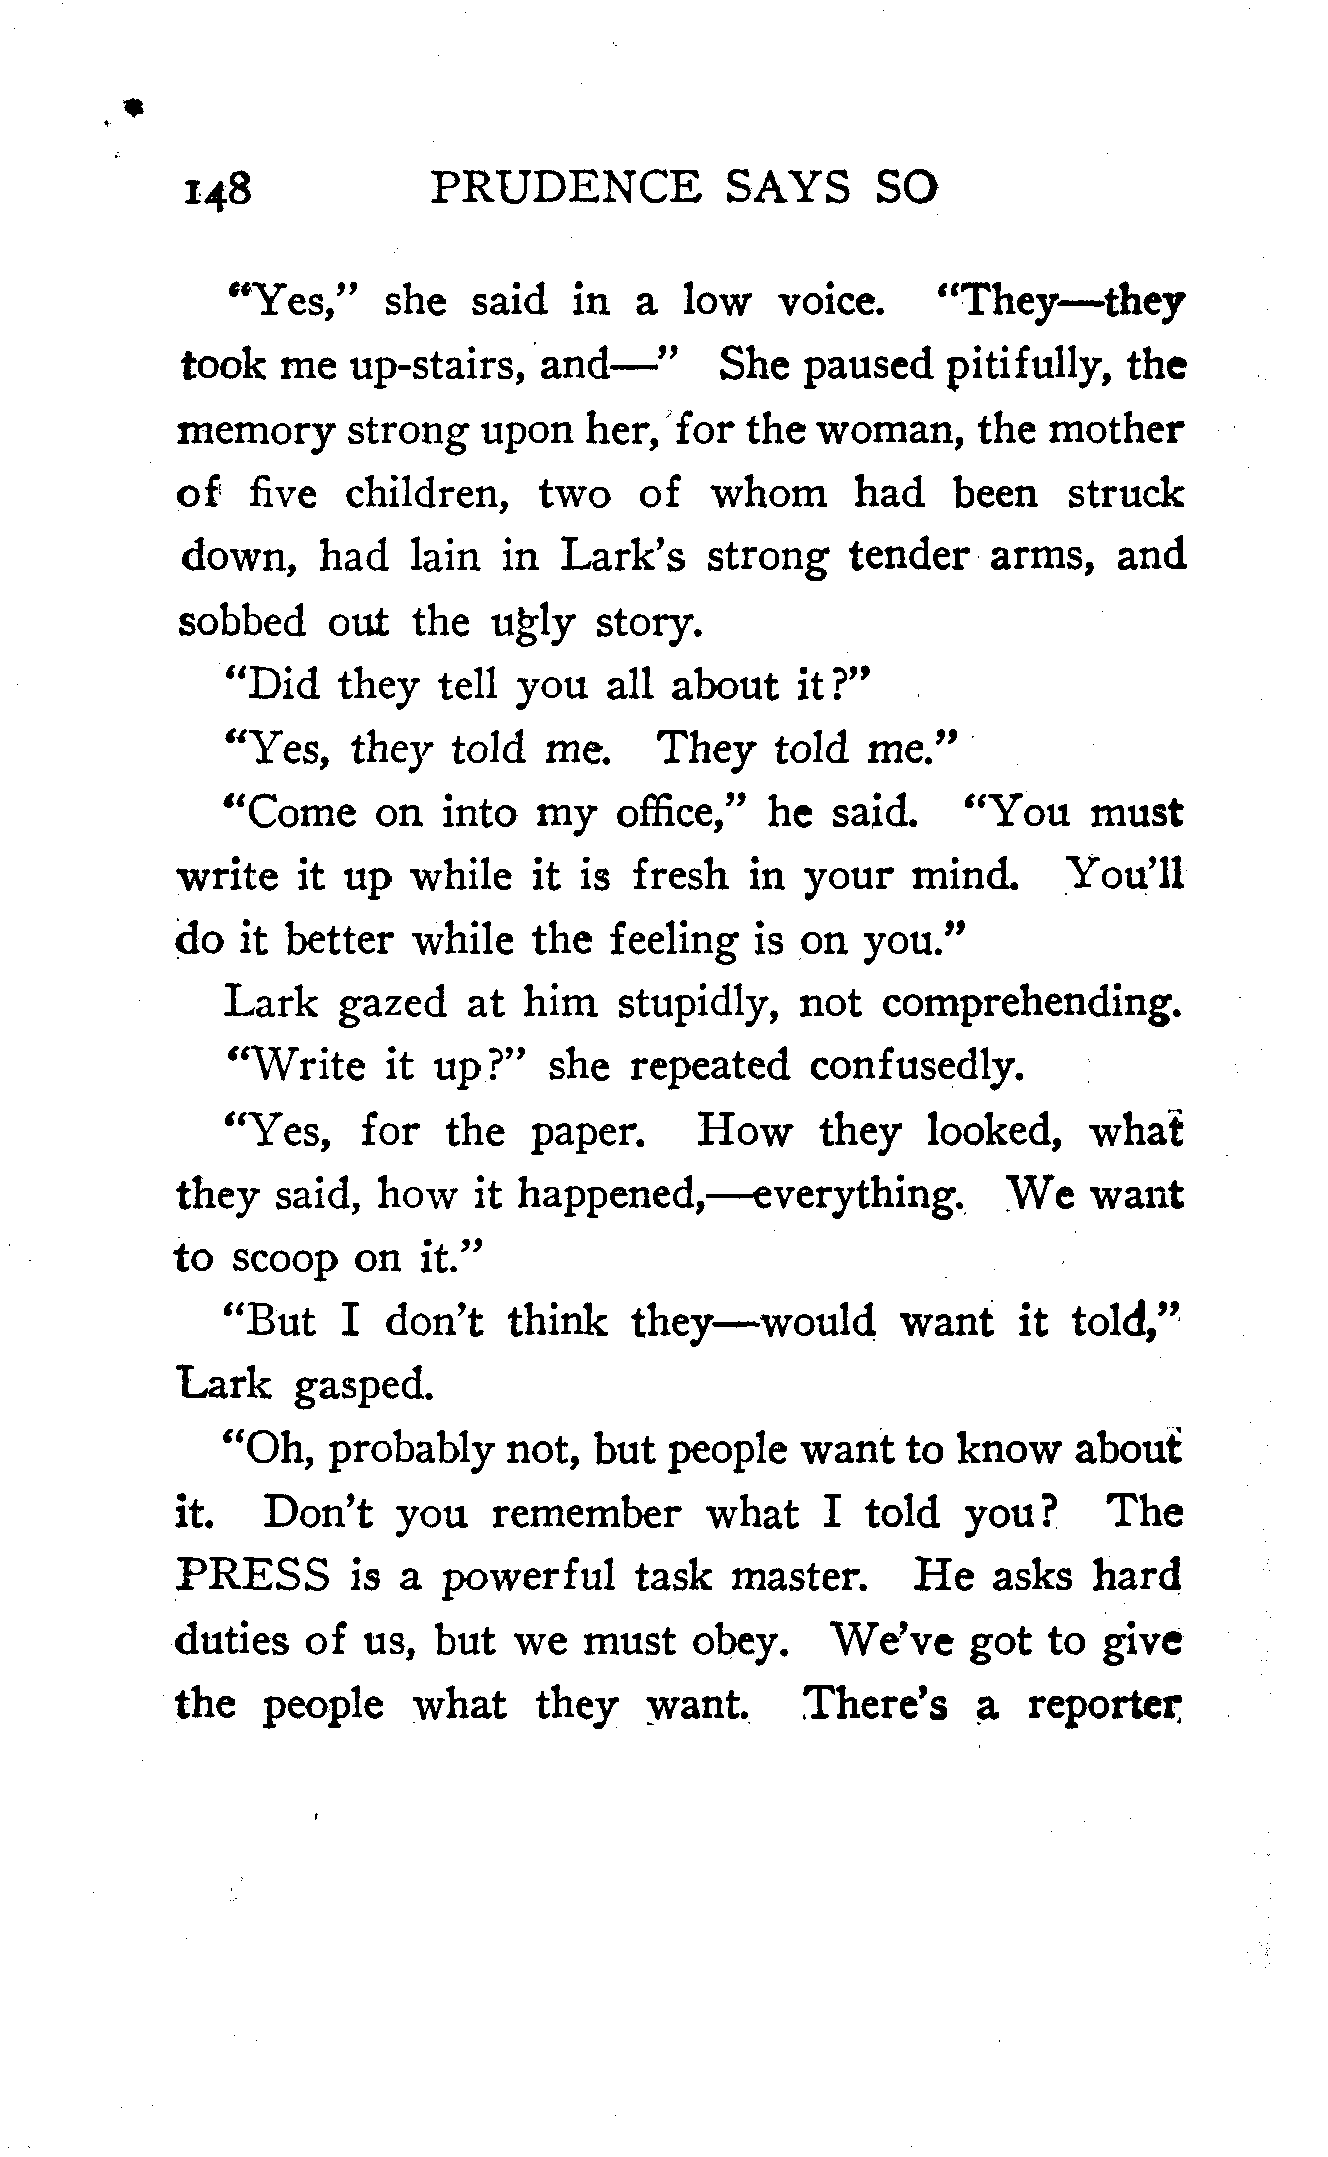 148 PRUDENCE SAYS SO
“Yes,” she said in a low voice. “They—they
took me up-stairs, and—” She paused pitifully, the
memory strong upon her, for the woman, the mother
of five children, two of whom had been struck
down, had lain in Lark’s strong tender arms, and
sobbed out the ugly story.
“Did they tell you all about it?”
“Yes, they told me. They told me.”
“Come on into my office,” he said. “You must
write it up while it is fresh in your mind. You’ll
do it better while the feeling is on you.”
Lark gazed at him stupidly, not comprehending.
“Write it up?” she repeated confusedly.
“Yes, for the paper. How they looked, what
they said, how it happened,—everything. We want
to scoop on it.”
“But I don’t think they—would want it told,”
Lark gasped.
“Oh, probably not, but people want to know about
it. Don’t you remember what I told you? The
PRESS is a powerful task master. He asks hard
duties of us, but we must obey. We’ve got to give
the people what they want. There’s a reporter